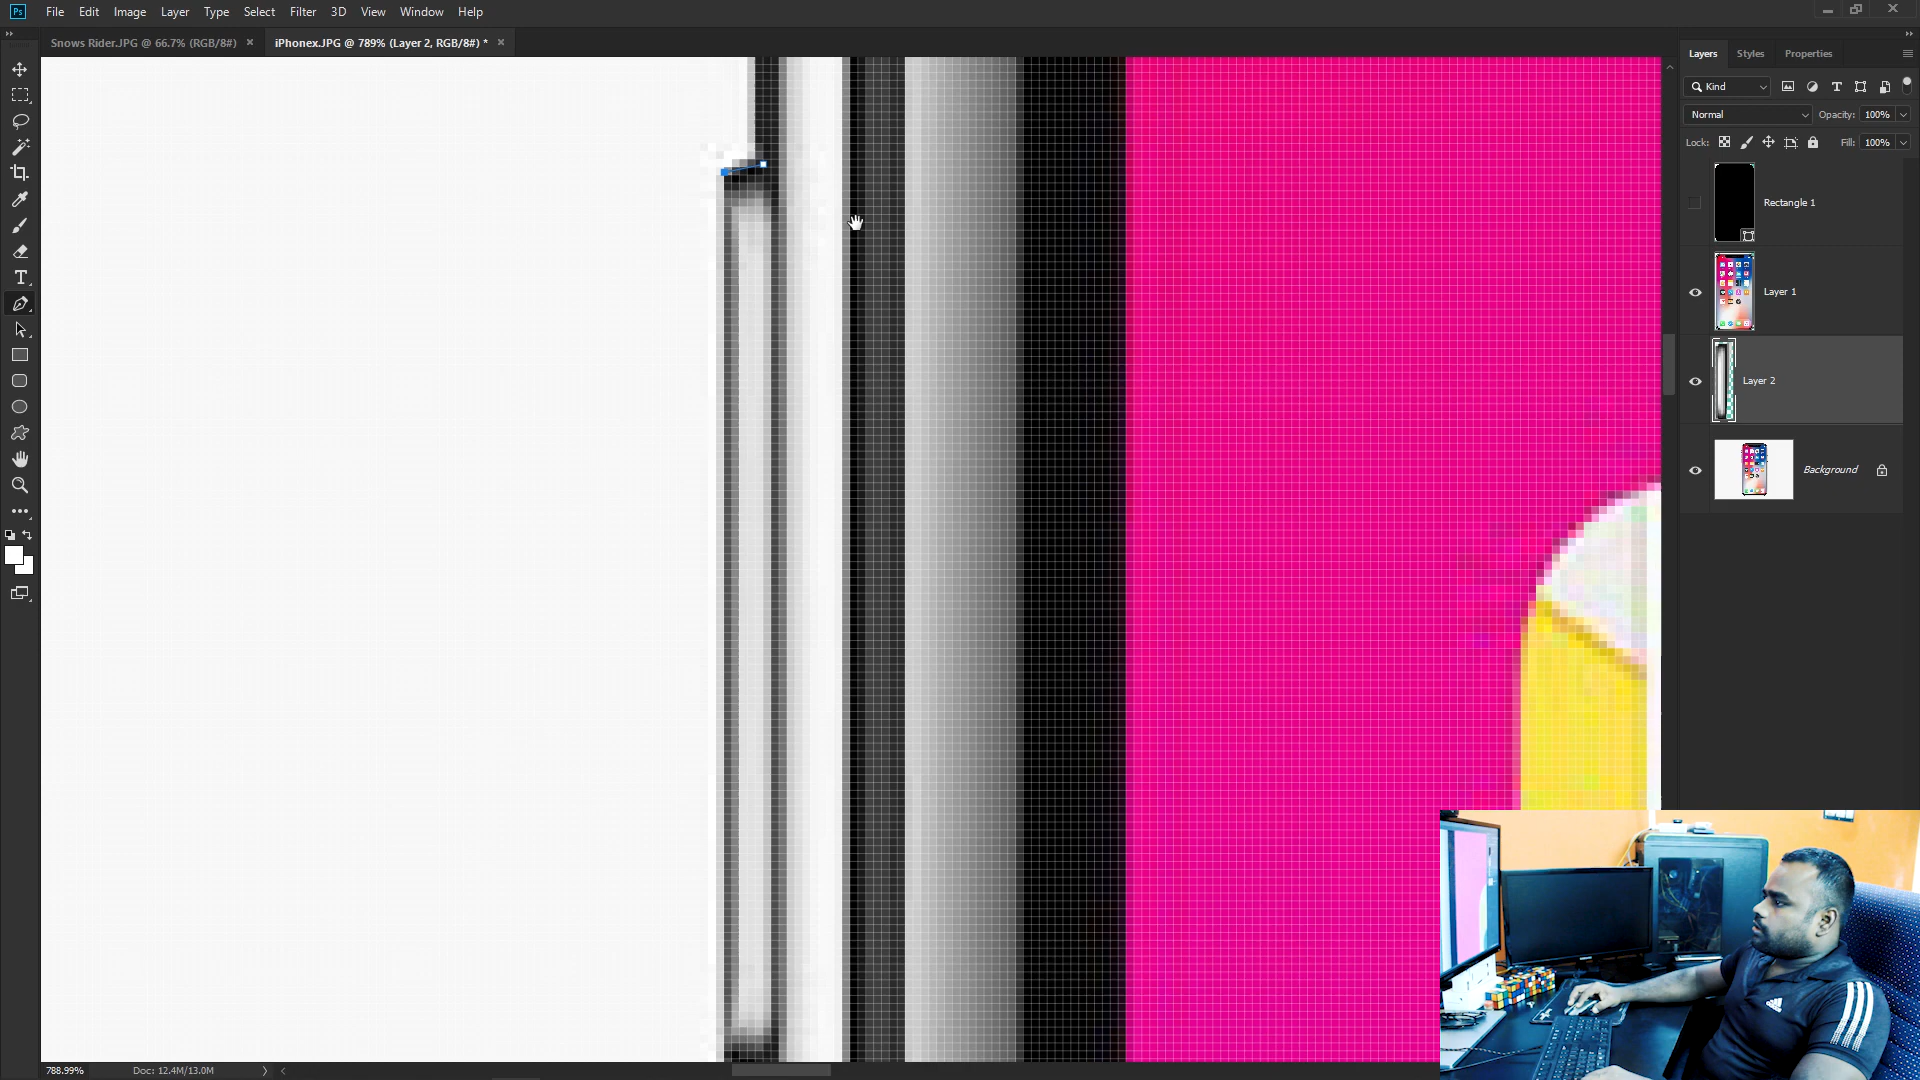 Ps File Edit Image Layer Type Select Filter 3D View Window Help
Snows Rider.JPG @ 66.7% (RGB/8#) × iPhonex.JPG @ 789% (Layer 2, RGB/8#) * ×
Layers Styles Properties
Kind
Normal Opacity: 100%
Lock: Fill: 100%
Rectangle 1
Layer 1
Layer 2
Background
788.99% Doc: 12.4M/13.0M